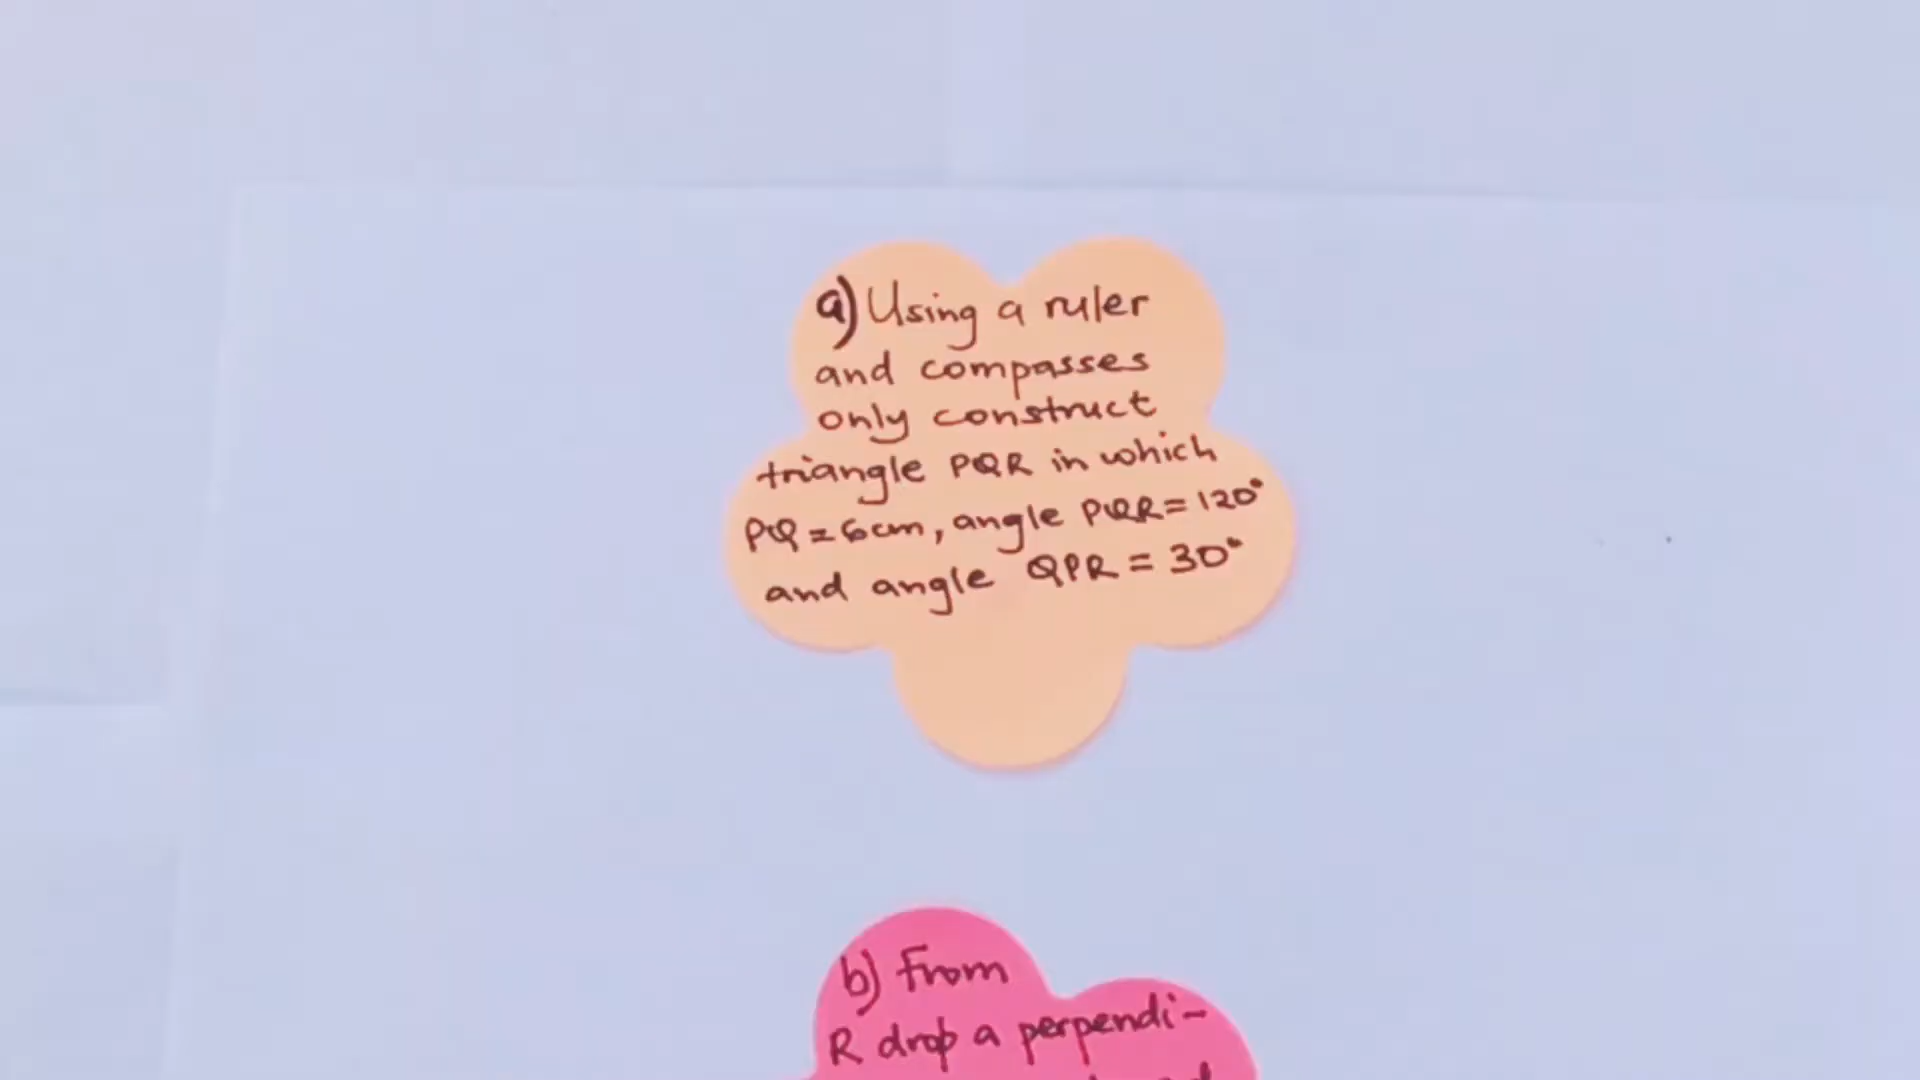 a) Using a ruler
and compasses
only construct
triangle PQR in which
PQ = 6cm, angle PQR = 120°
and angle QPR = 30°
b) From
R drop a perpendi-